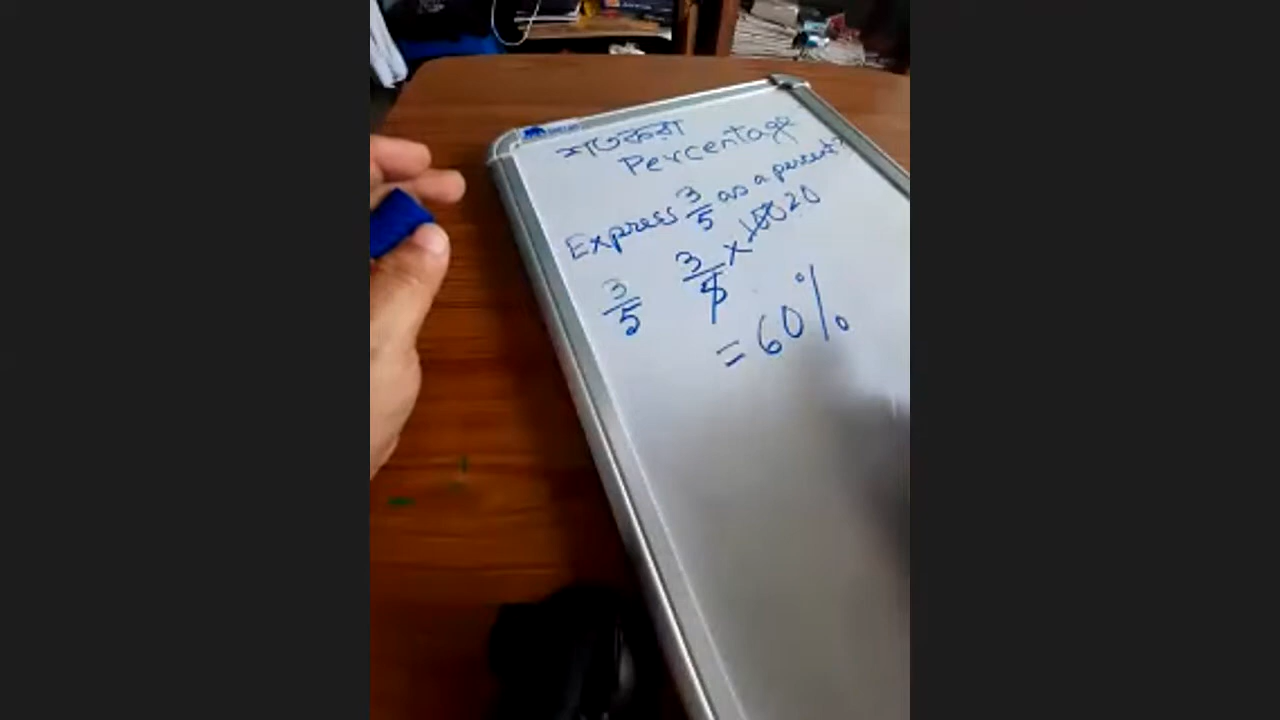 শতকরা
Percentage
Express 3/5 as a percent?
3/5 3/5 × 100 20
= 60%